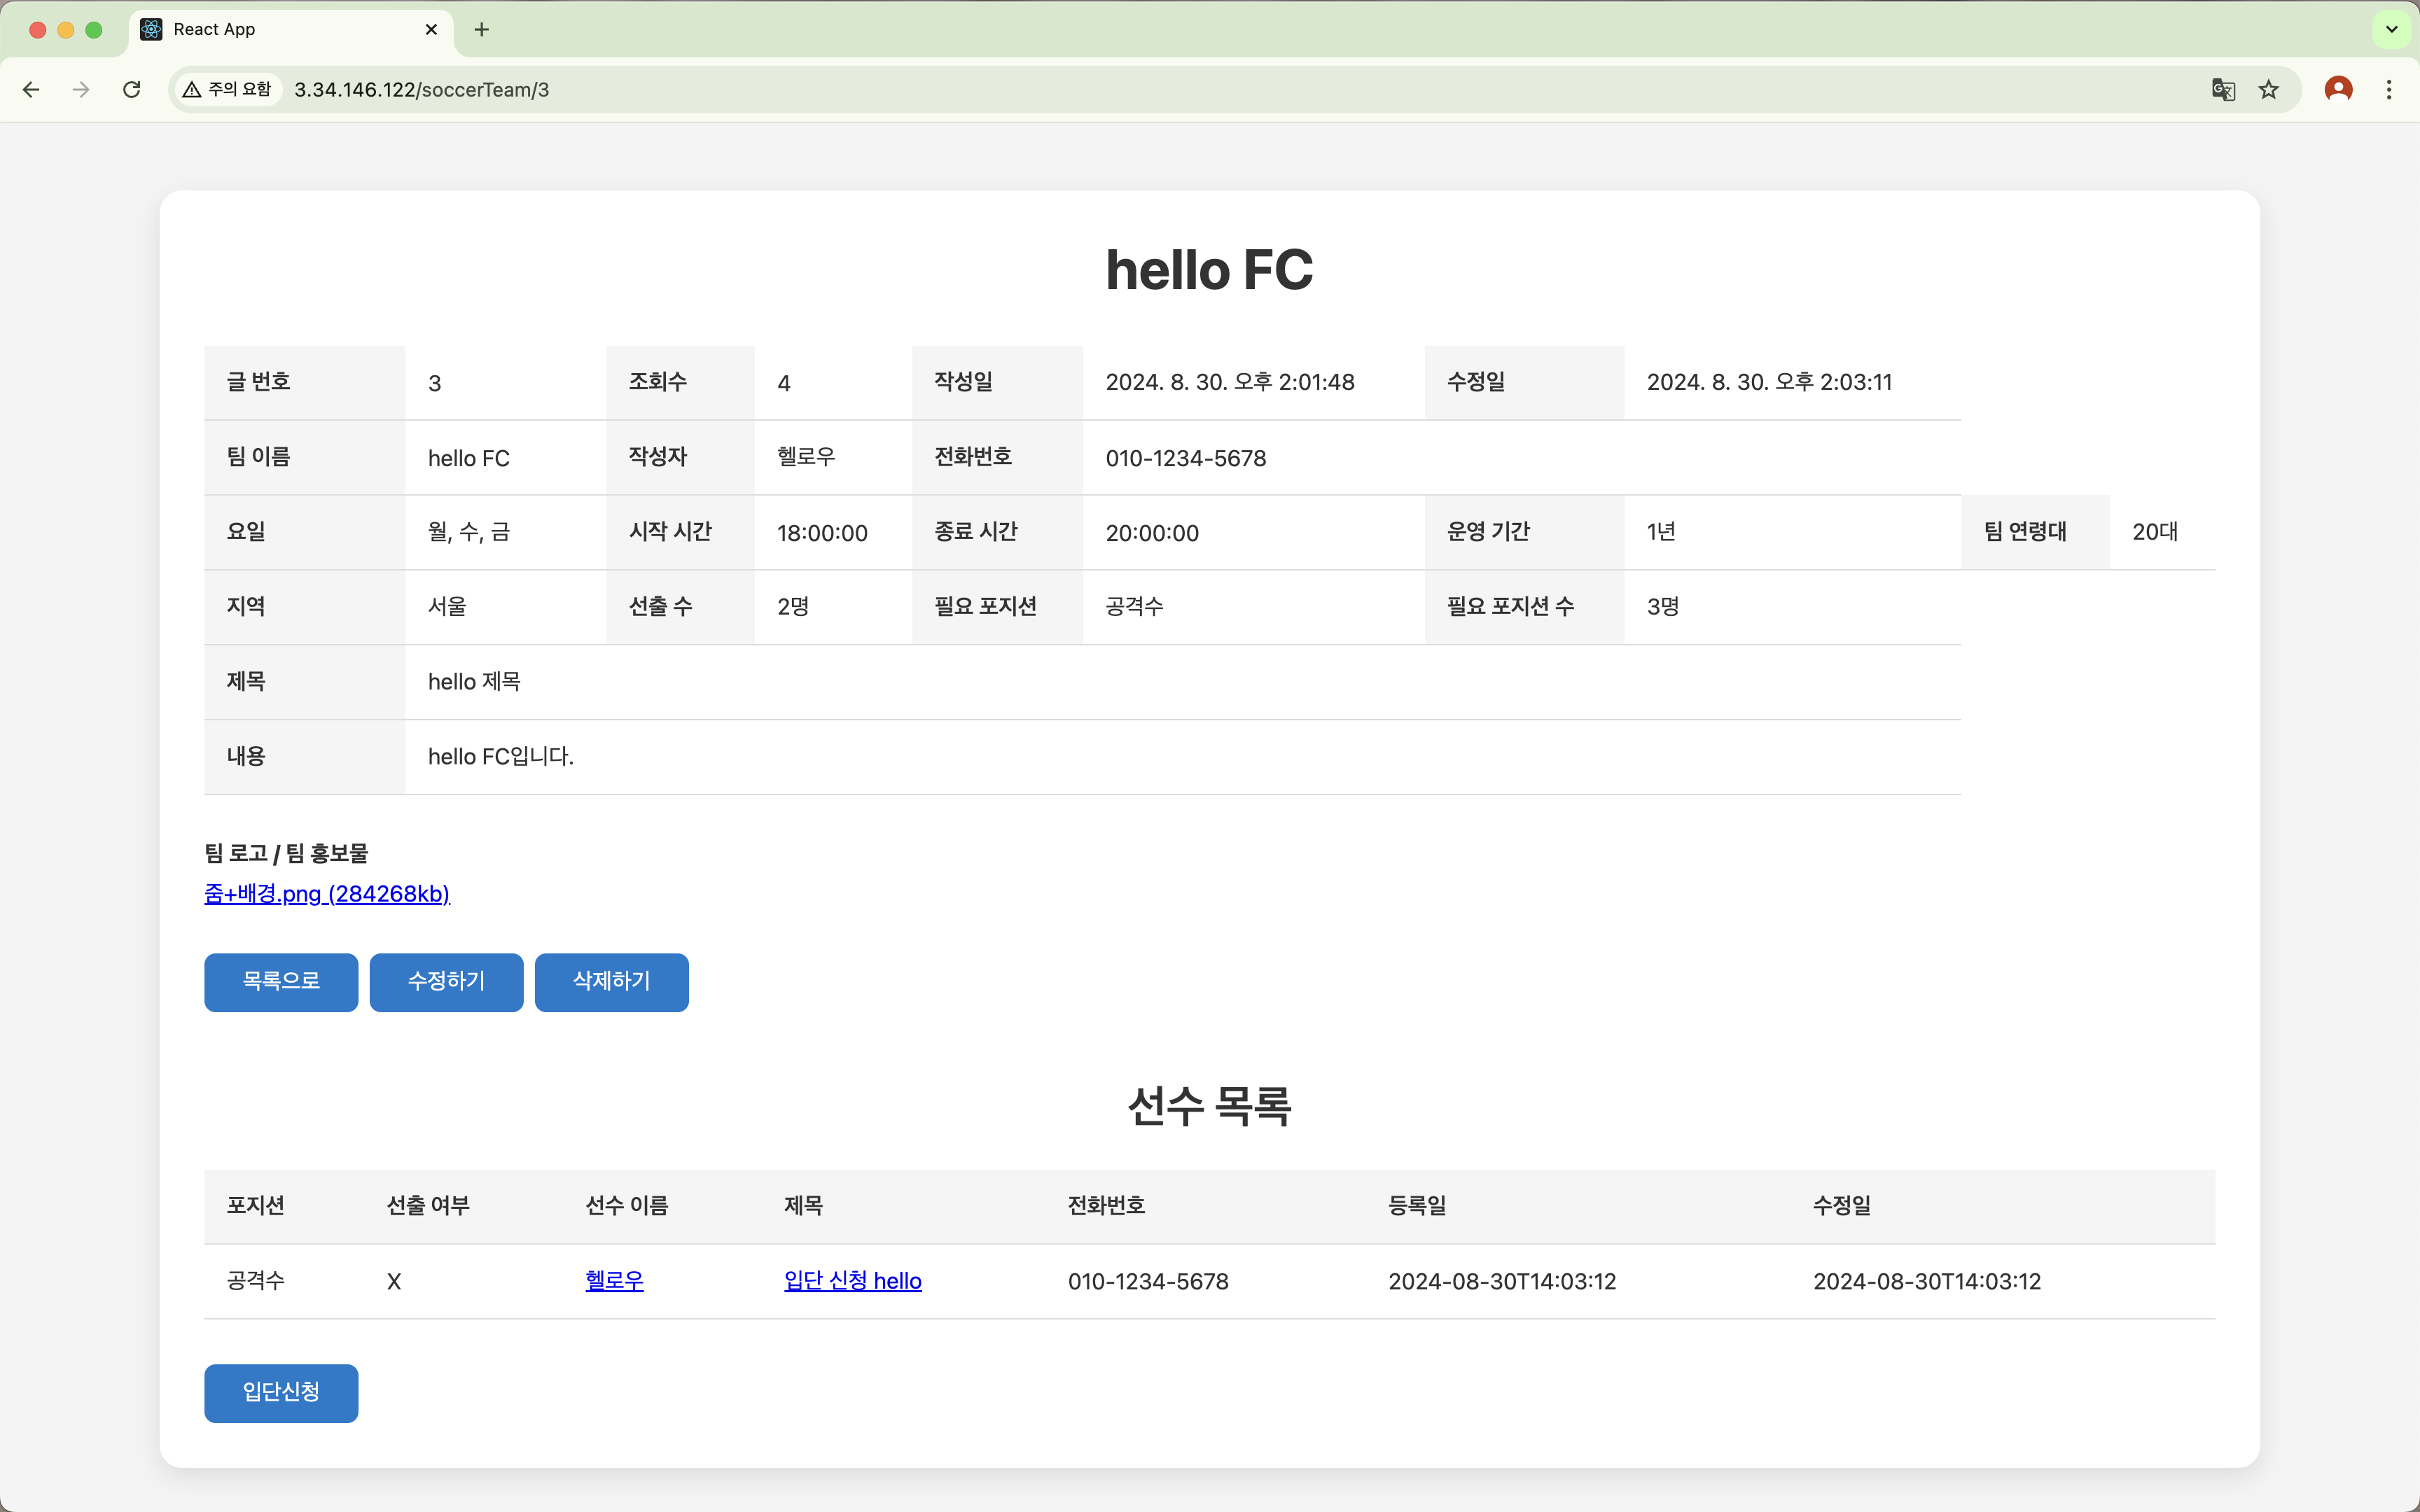 React App
주의 요함 3.34.146.122/soccerTeam/3
hello FC
글 번호 3 조회수 4 작성일 2024. 8. 30. 오후 2:01:48 수정일 2024. 8. 30. 오후 2:03:11
팀 이름 hello FC 작성자 헬로우 전화번호 010-1234-5678
요일 월, 수, 금 시작 시간 18:00:00 종료 시간 20:00:00 운영 기간 1년 팀 연령대 20대
지역 서울 선출 수 2명 필요 포지션 공격수 필요 포지션 수 3명
제목 hello 제목
내용 hello FC입니다.
팀 로고 / 팀 홍보물
줌+배경.png (284268kb)
목록으로 수정하기 삭제하기
선수 목록
포지션 선출 여부 선수 이름 제목 전화번호 등록일 수정일
공격수 X 헬로우 입단 신청 hello 010-1234-5678 2024-08-30T14:03:12 2024-08-30T14:03:12
입단신청